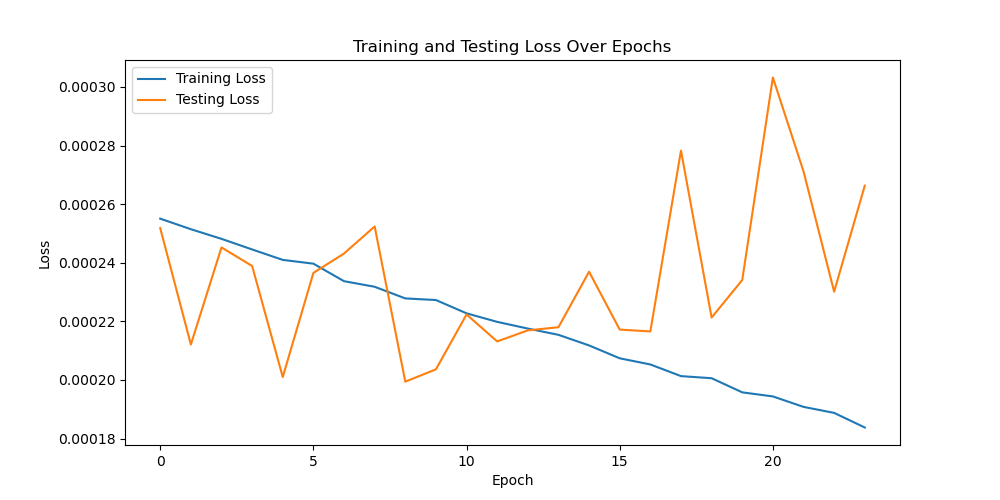 Training and Testing Loss Over Epochs
Training Loss
Testing Loss
0.00030
0.00028
0.00026
0.00024
0.00022
0.00020
0.00018
Loss
0 5 10 15 20
Epoch